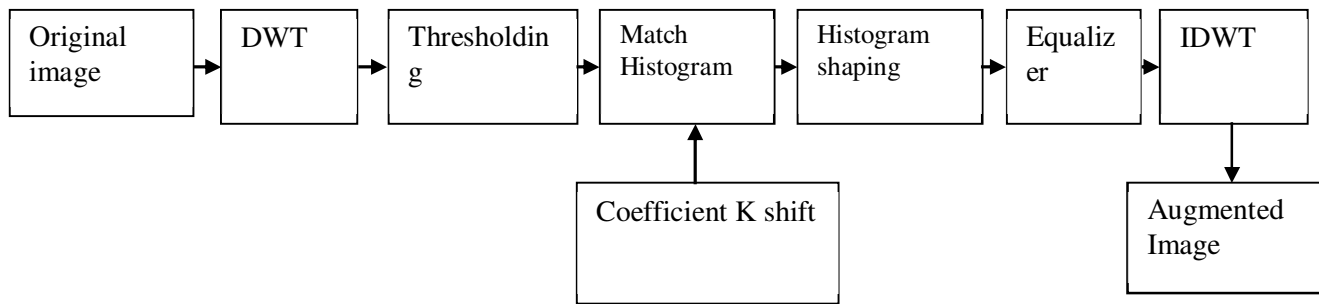 Original
image
DWT
Thresholdin
g
Match
Histogram
Histogram
shaping
Equaliz
er
IDWT
Coefficient K shift
Augmented
Image